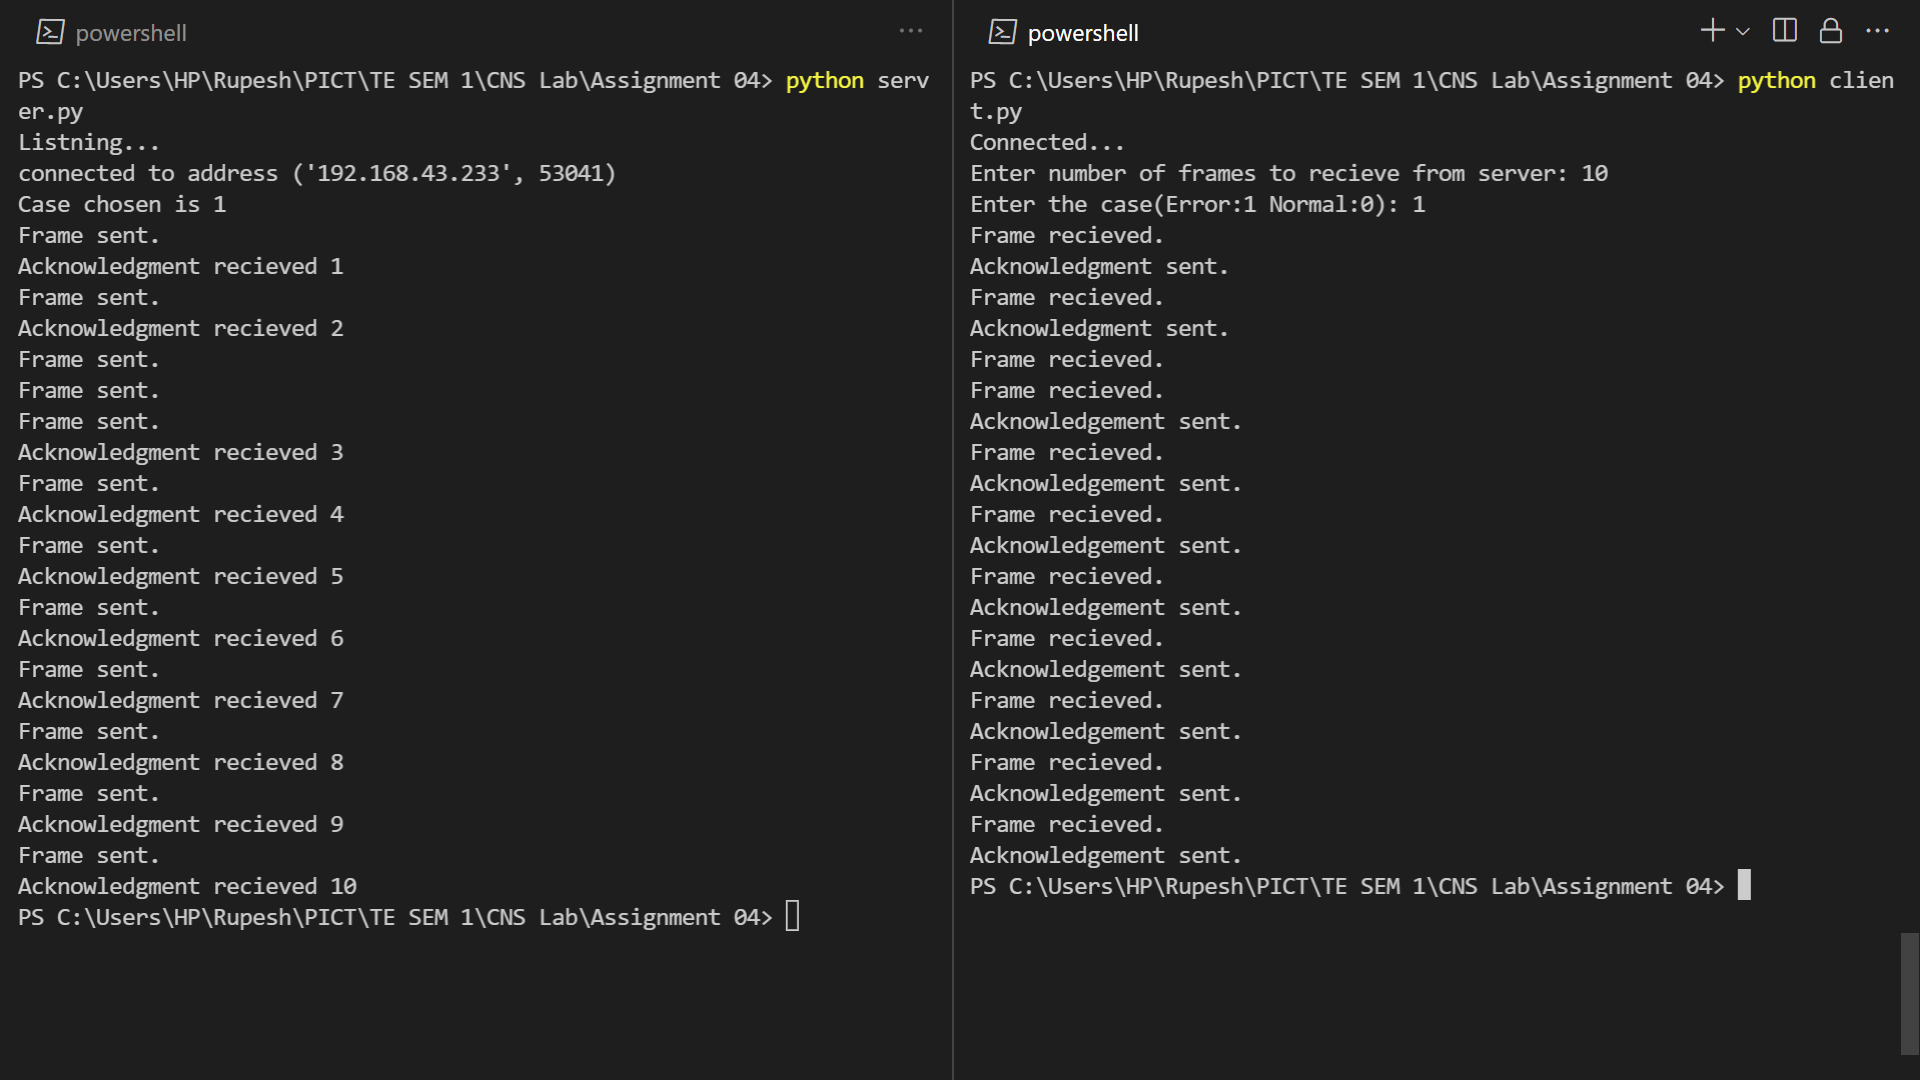 powershell
PS C:\Users\HP\Rupesh\PICT\TE SEM 1\CNS Lab\Assignment 04> python serv
er.py
Listning...
connected to address ('192.168.43.233', 53041)
Case chosen is 1
Frame sent.
Acknowledgment recieved 1
Frame sent.
Acknowledgment recieved 2
Frame sent.
Frame sent.
Frame sent.
Acknowledgment recieved 3
Frame sent.
Acknowledgment recieved 4
Frame sent.
Acknowledgment recieved 5
Frame sent.
Acknowledgment recieved 6
Frame sent.
Acknowledgment recieved 7
Frame sent.
Acknowledgment recieved 8
Frame sent.
Acknowledgment recieved 9
Frame sent.
Acknowledgment recieved 10
PS C:\Users\HP\Rupesh\PICT\TE SEM 1\CNS Lab\Assignment 04>
powershell
PS C:\Users\HP\Rupesh\PICT\TE SEM 1\CNS Lab\Assignment 04> python clien
t.py
Connected...
Enter number of frames to recieve from server: 10
Enter the case(Error:1 Normal:0): 1
Frame recieved.
Acknowledgment sent.
Frame recieved.
Acknowledgment sent.
Frame recieved.
Frame recieved.
Acknowledgement sent.
Frame recieved.
Acknowledgement sent.
Frame recieved.
Acknowledgement sent.
Frame recieved.
Acknowledgement sent.
Frame recieved.
Acknowledgement sent.
Frame recieved.
Acknowledgement sent.
Frame recieved.
Acknowledgement sent.
Frame recieved.
Acknowledgement sent.
PS C:\Users\HP\Rupesh\PICT\TE SEM 1\CNS Lab\Assignment 04>